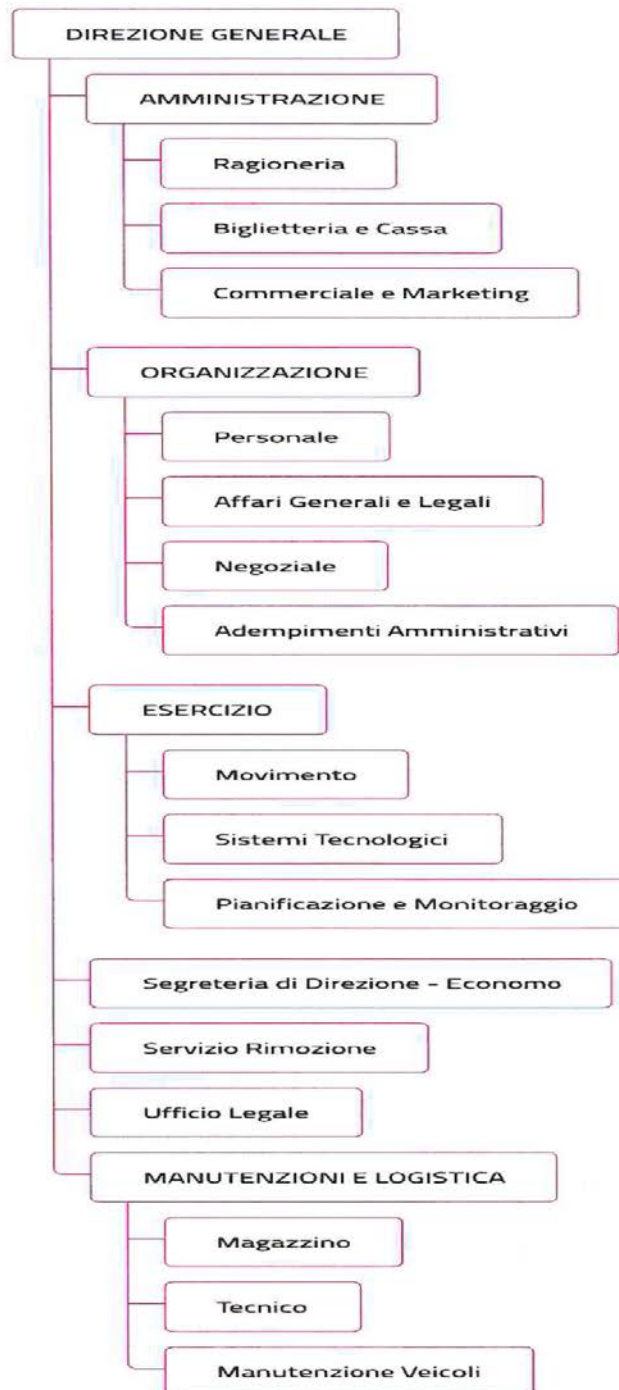 DIREZIONE GENERALE
AMMINISTRAZIONE
Ragioneria
Biglietteria e Cassa
Commerciale e Marketing
ORGANIZZAZIONE
Personale
Affari Generali e Legali
Negoziale
Adempimenti Amministrativi
ESERCIZIO
Movimento
Sistemi Tecnologici
Pianificazione e Monitoraggio
Segreteria di Direzione - Economo
Servizio Rimozione
Ufficio Legale
MANUTENZIONI E LOGISTICA
Magazzino
Tecnico
Manutenzione Veicoli